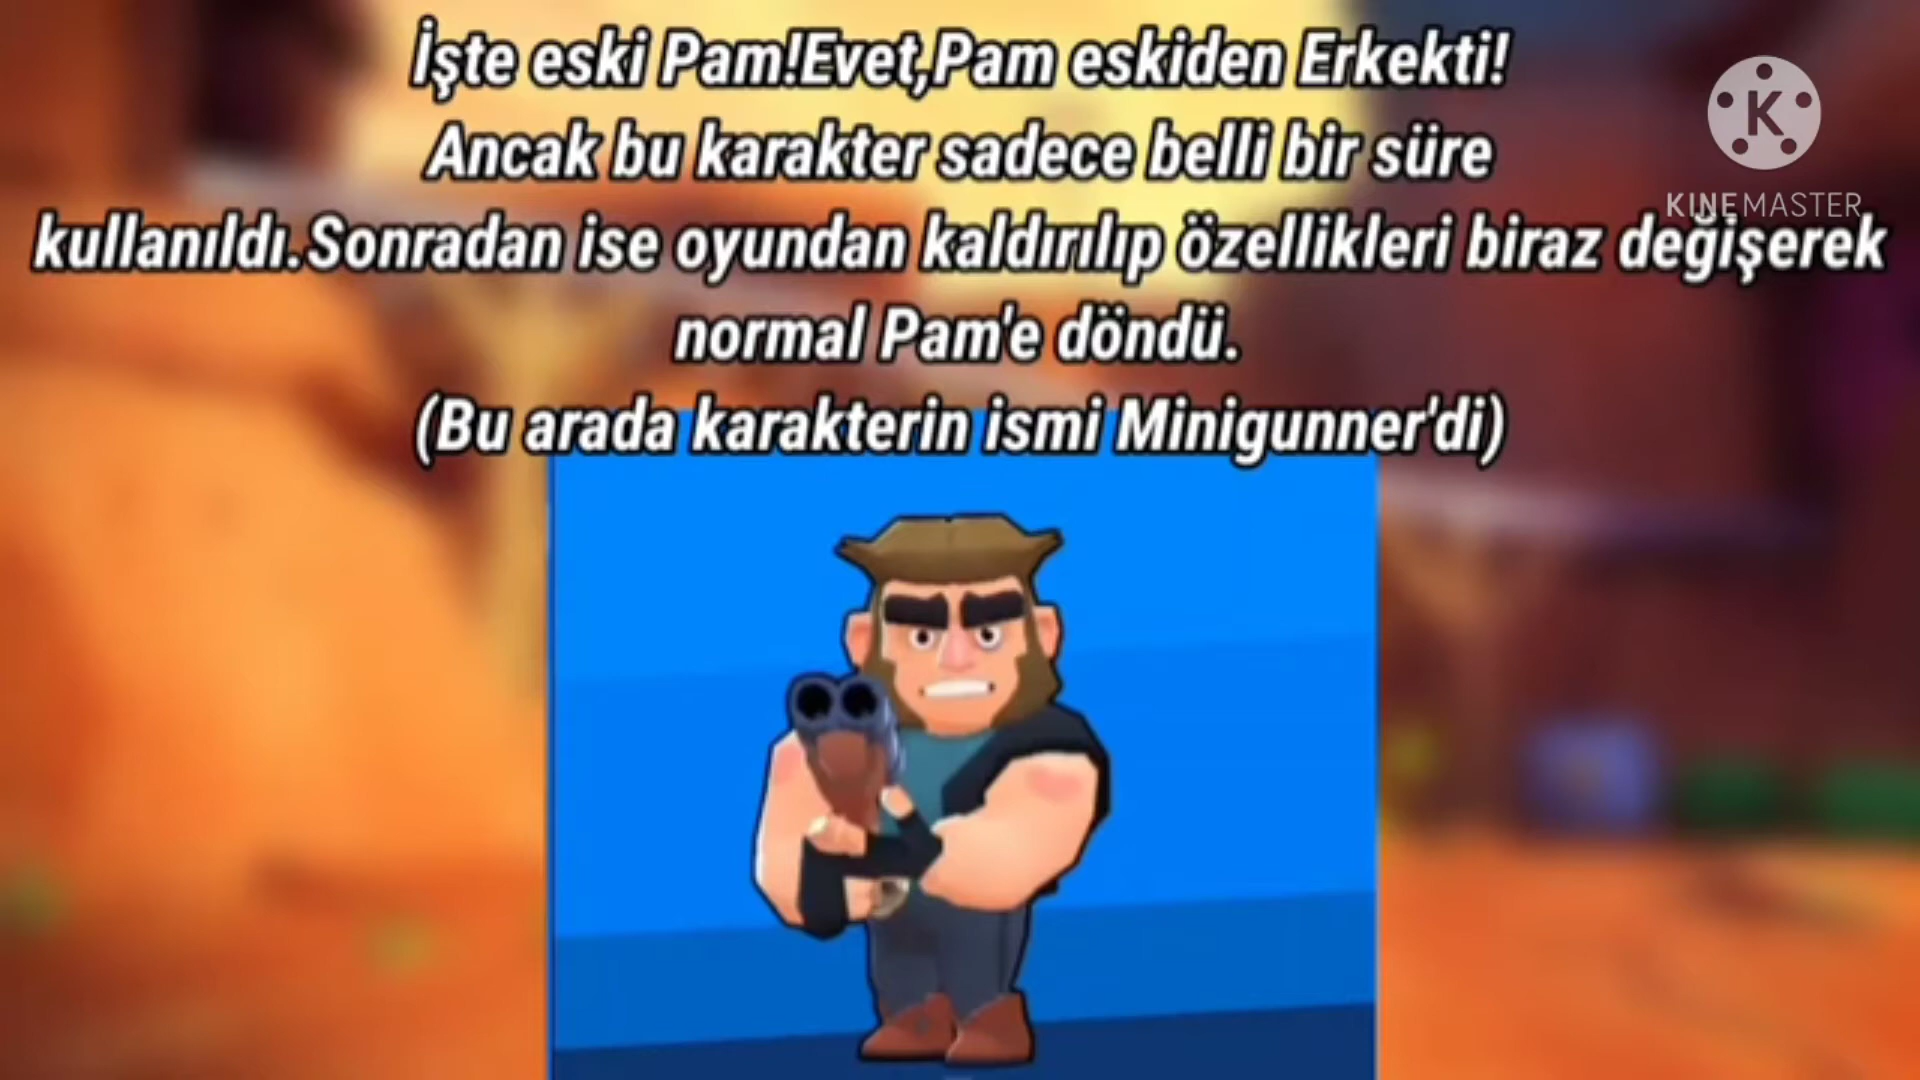 İşte eski Pam!Evet,Pam eskiden Erkekti!
Ancak bu karakter sadece belli bir süre
kullanıldı.Sonradan ise oyundan kaldırılıp özellikleri biraz değişerek
normal Pam'e döndü.
(Bu arada karakterin ismi Minigunner'di)
K
KINEMASTER